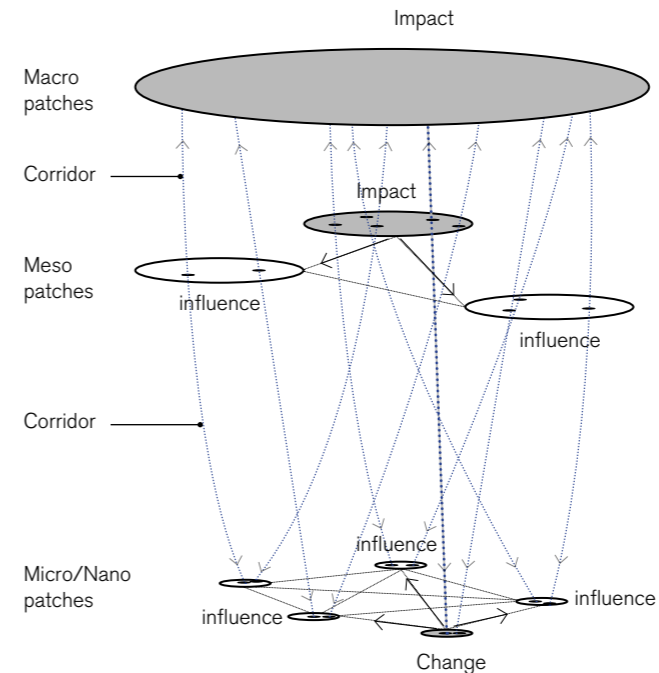 Impact
Macro
patches
Corridor
Impact
Meso
patches
influence
influence
Corridor
influence
Micro/Nano
patches
influence
influence
Change